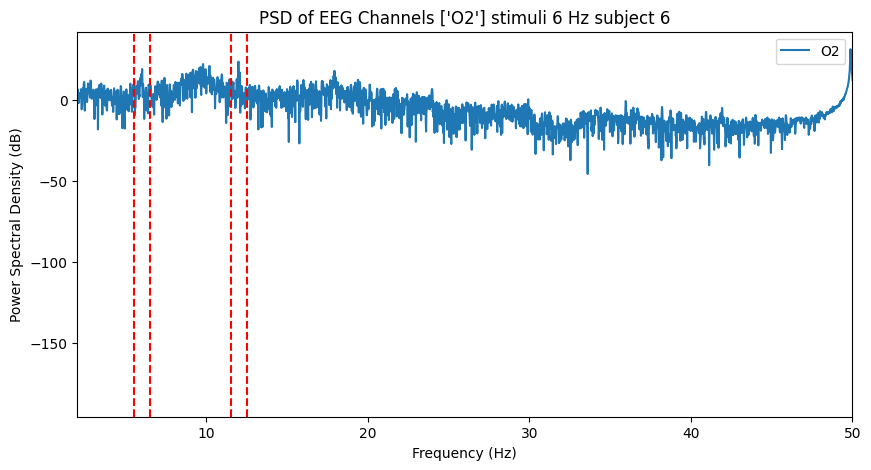 PSD of EEG Channels ['O2'] stimuli 6 Hz subject 6
O2
Power Spectral Density (dB)
0
−50
−100
−150
10
20
30
40
50
Frequency (Hz)